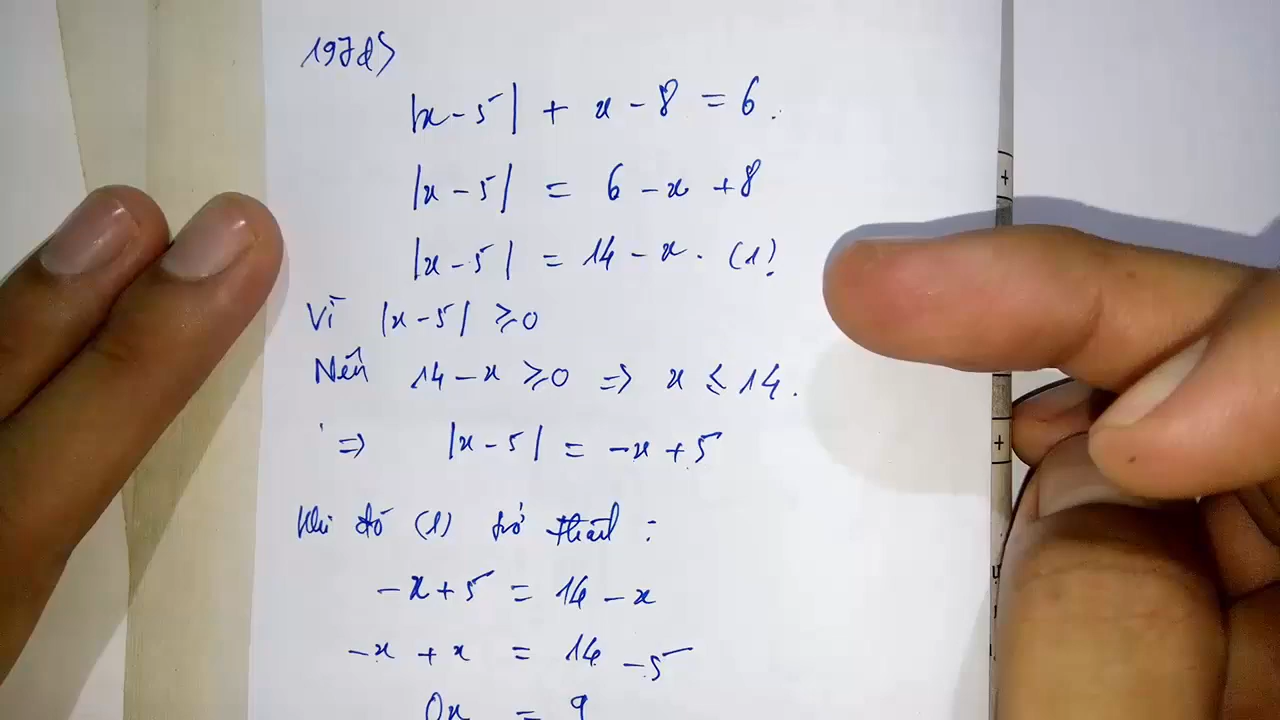 197d)
|x - 5| + x - 8 = 6.
|x - 5| = 6 - x + 8
|x - 5| = 14 - x. (1)
Vì |x - 5| ≥ 0
Nên 14 - x ≥ 0 => x ≤ 14.
=> |x - 5| = -x + 5
Khi đó (1) trở thành :
-x + 5 = 14 - x
-x + x = 14 - 5
0x = 9